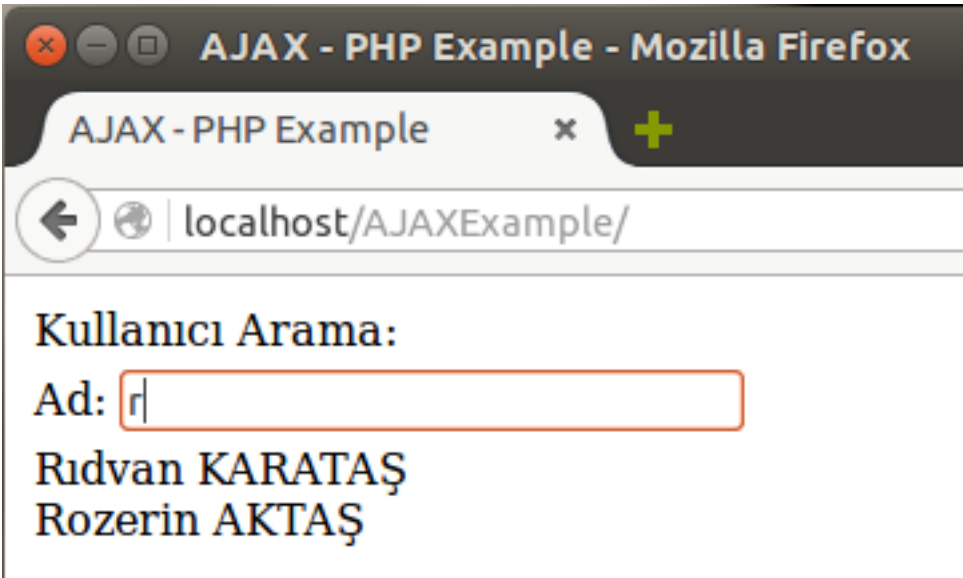 AJAX - PHP Example - Mozilla Firefox
AJAX - PHP Example
localhost/AJAXExample/
Kullanıcı Arama:
Ad: r
Rıdvan KARATAŞ
Rozerin AKTAŞ